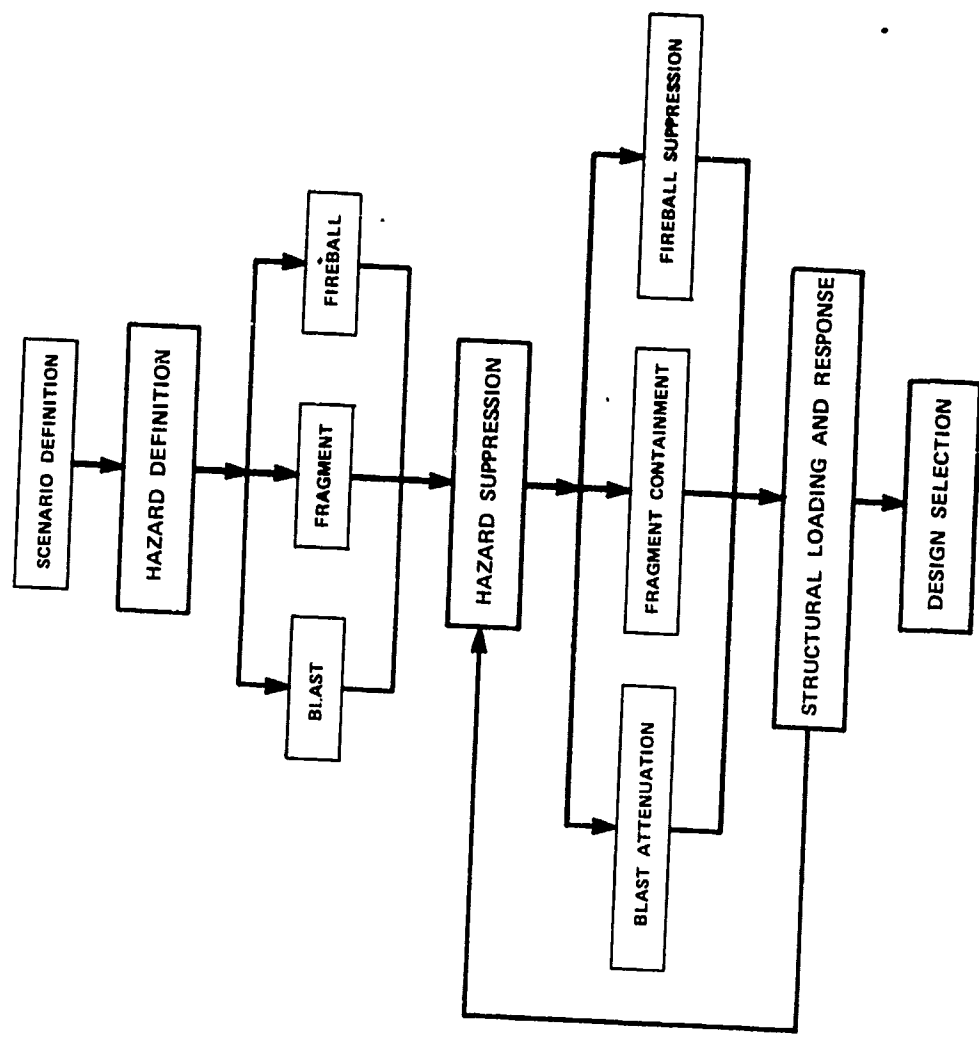 SCENARIO DEFINITION
HAZARD DEFINITION
BLAST
FRAGMENT
FIREBALL
HAZARD SUPPRESSION
BLAST ATTENUATION
FRAGMENT CONTAINMENT
FIREBALL SUPPRESSION
STRUCTURAL LOADING AND RESPONSE
DESIGN SELECTION